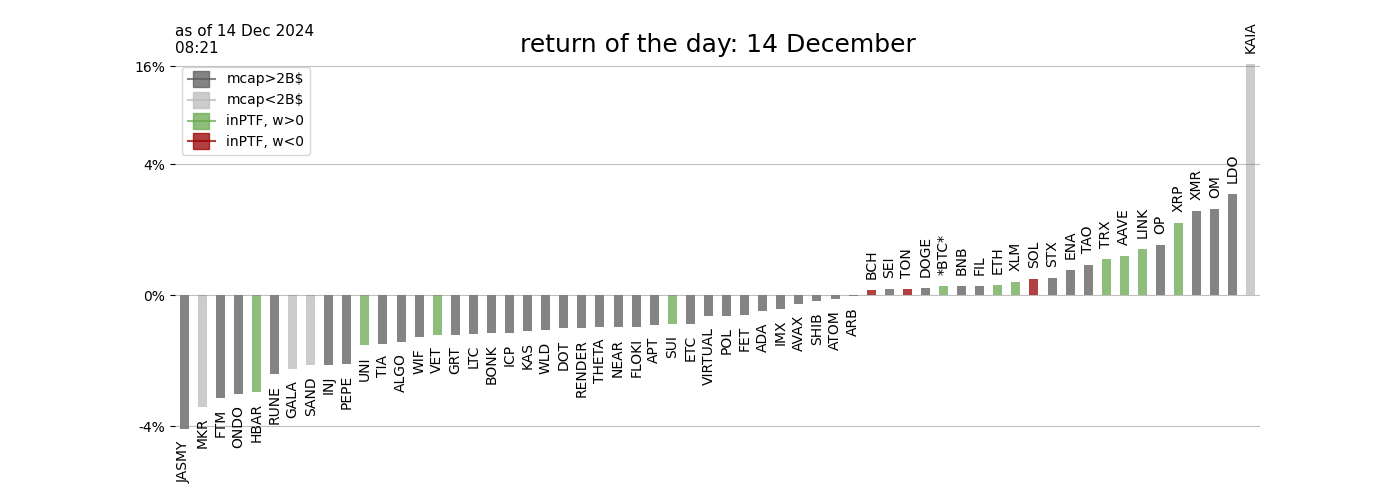 as of 14 Dec 2024
08:21
return of the day: 14 December
KAIA
16%
mcap>2B$
mcap<2B$
inPTF, w>0
inPTF, w<0
4%
0%
-4%
JASMY
MKR
FTM
ONDO
HBAR
RUNE
GALA
SAND
INJ
PEPE
UNI
TIA
ALGO
WIF
VET
GRT
LTC
BONK
ICP
KAS
WLD
DOT
RENDER
THETA
NEAR
FLOKI
APT
SUI
ETC
VIRTUAL
POL
FET
ADA
IMX
AVAX
SHIB
ATOM
ARB
BCH
SEI
TON
DOGE
*BTC*
BNB
FIL
ETH
XLM
SOL
STX
ENA
TAO
TRX
AAVE
LINK
OP
XRP
XMR
OM
LDO